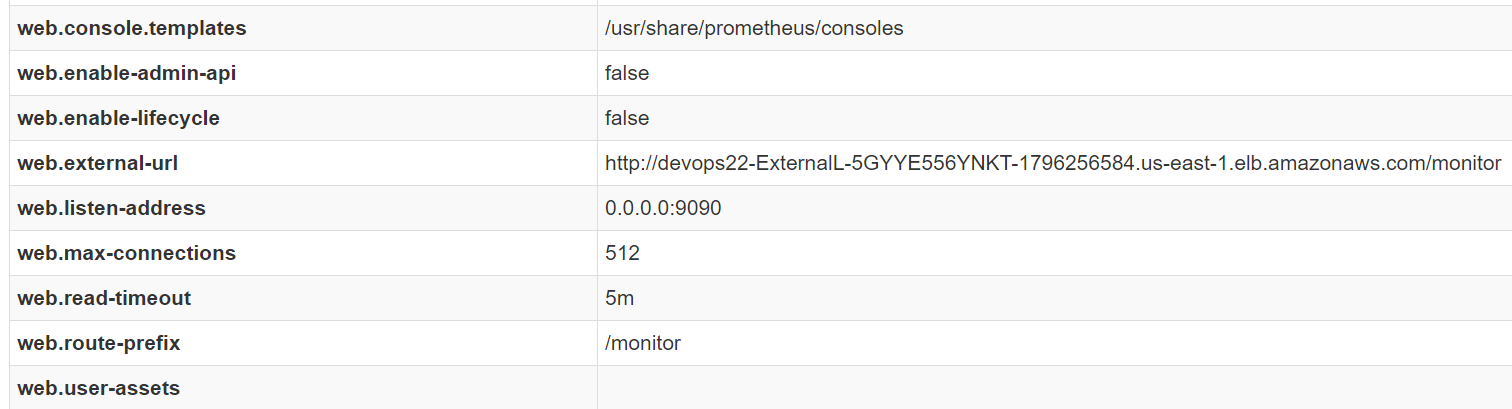 web.console.templates /usr/share/prometheus/consoles
web.enable-admin-api false
web.enable-lifecycle false
web.external-url http://devops22-ExternalL-5GYYE556YNKT-1796256584.us-east-1.elb.amazonaws.com/monitor
web.listen-address 0.0.0.0:9090
web.max-connections 512
web.read-timeout 5m
web.route-prefix /monitor
web.user-assets